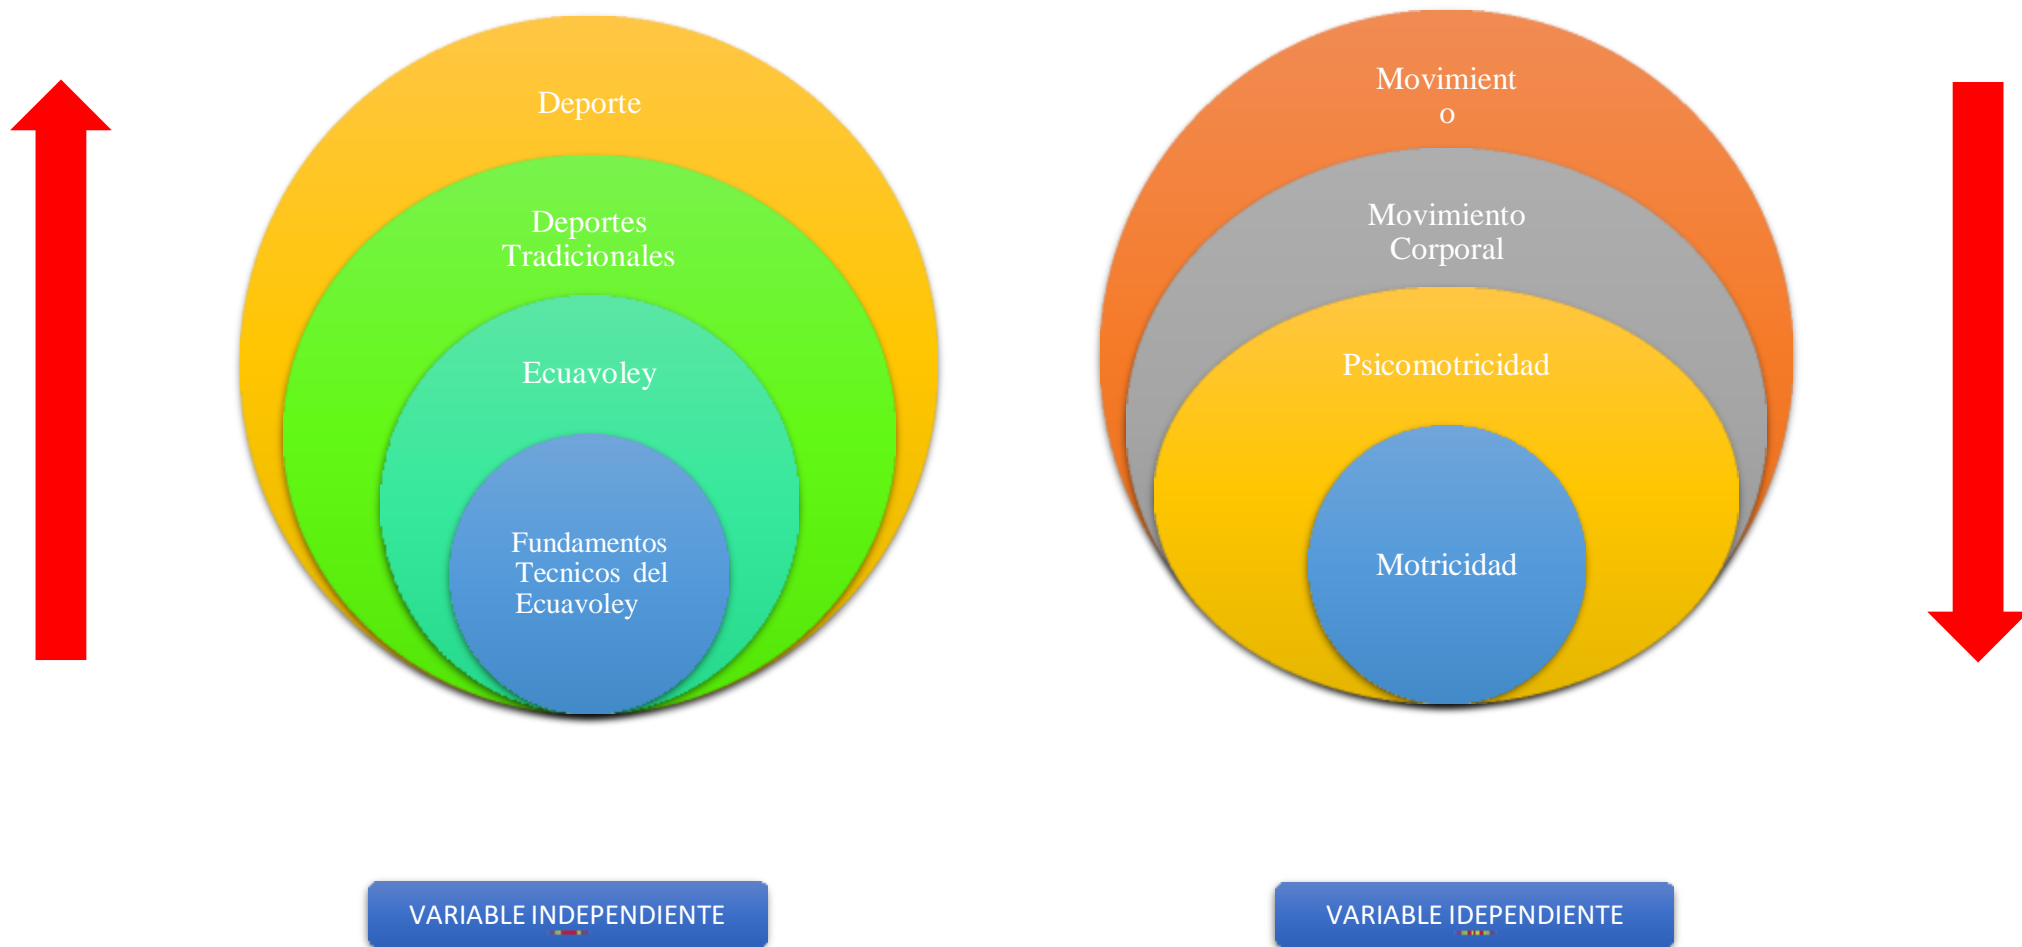 Deporte
Deportes
Tradicionales
Ecuavoley
Fundamentos
Tecnicos del
Ecuavoley
VARIABLE INDEPENDIENTE
Movimient
o
Movimiento
Corporal
Psicomotricidad
Motricidad
VARIABLE IDEPENDIENTE